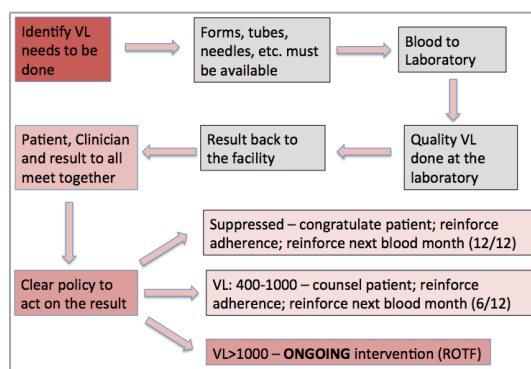 Identify VL
needs to be
done
Forms, tubes,
needles, etc. must
be available
Blood to
Laboratory
Patient, Clinician
and result to all
meet together
Result back to
the facility
Quality VL
done at the
laboratory
Clear policy to
act on the result
Suppressed – congratulate patient; reinforce
adherence; reinforce next blood month (12/12)
VL: 400-1000 – counsel patient; reinforce
adherence; reinforce next blood month (6/12)
VL>1000 – ONGOING intervention (ROTF)